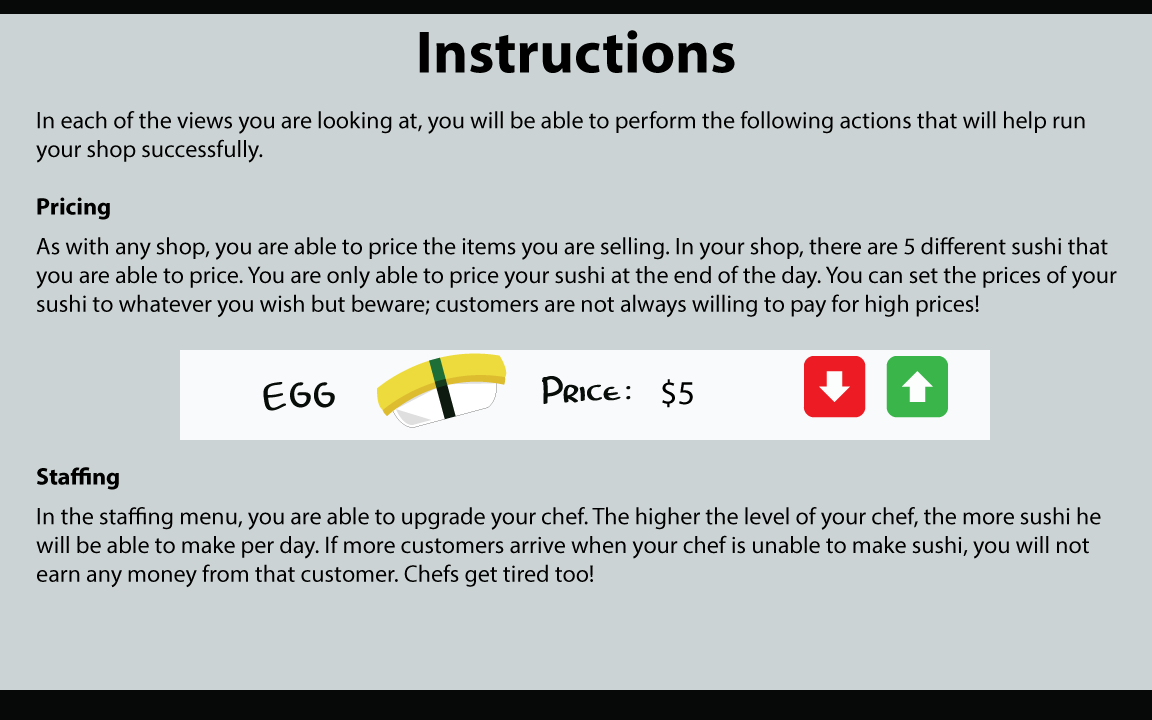 Instructions
In each of the views you are looking at, you will be able to perform the following actions that will help run
your shop successfully.
Pricing
As with any shop, you are able to price the items you are selling. In your shop, there are 5 different sushi that
you are able to price. You are only able to price your sushi at the end of the day. You can set the prices of your
sushi to whatever you wish but beware; customers are not always willing to pay for high prices!
EGG Price: $5
Staffing
In the staffing menu, you are able to upgrade your chef. The higher the level of your chef, the more sushi he
will be able to make per day. If more customers arrive when your chef is unable to make sushi, you will not
earn any money from that customer. Chefs get tired too!